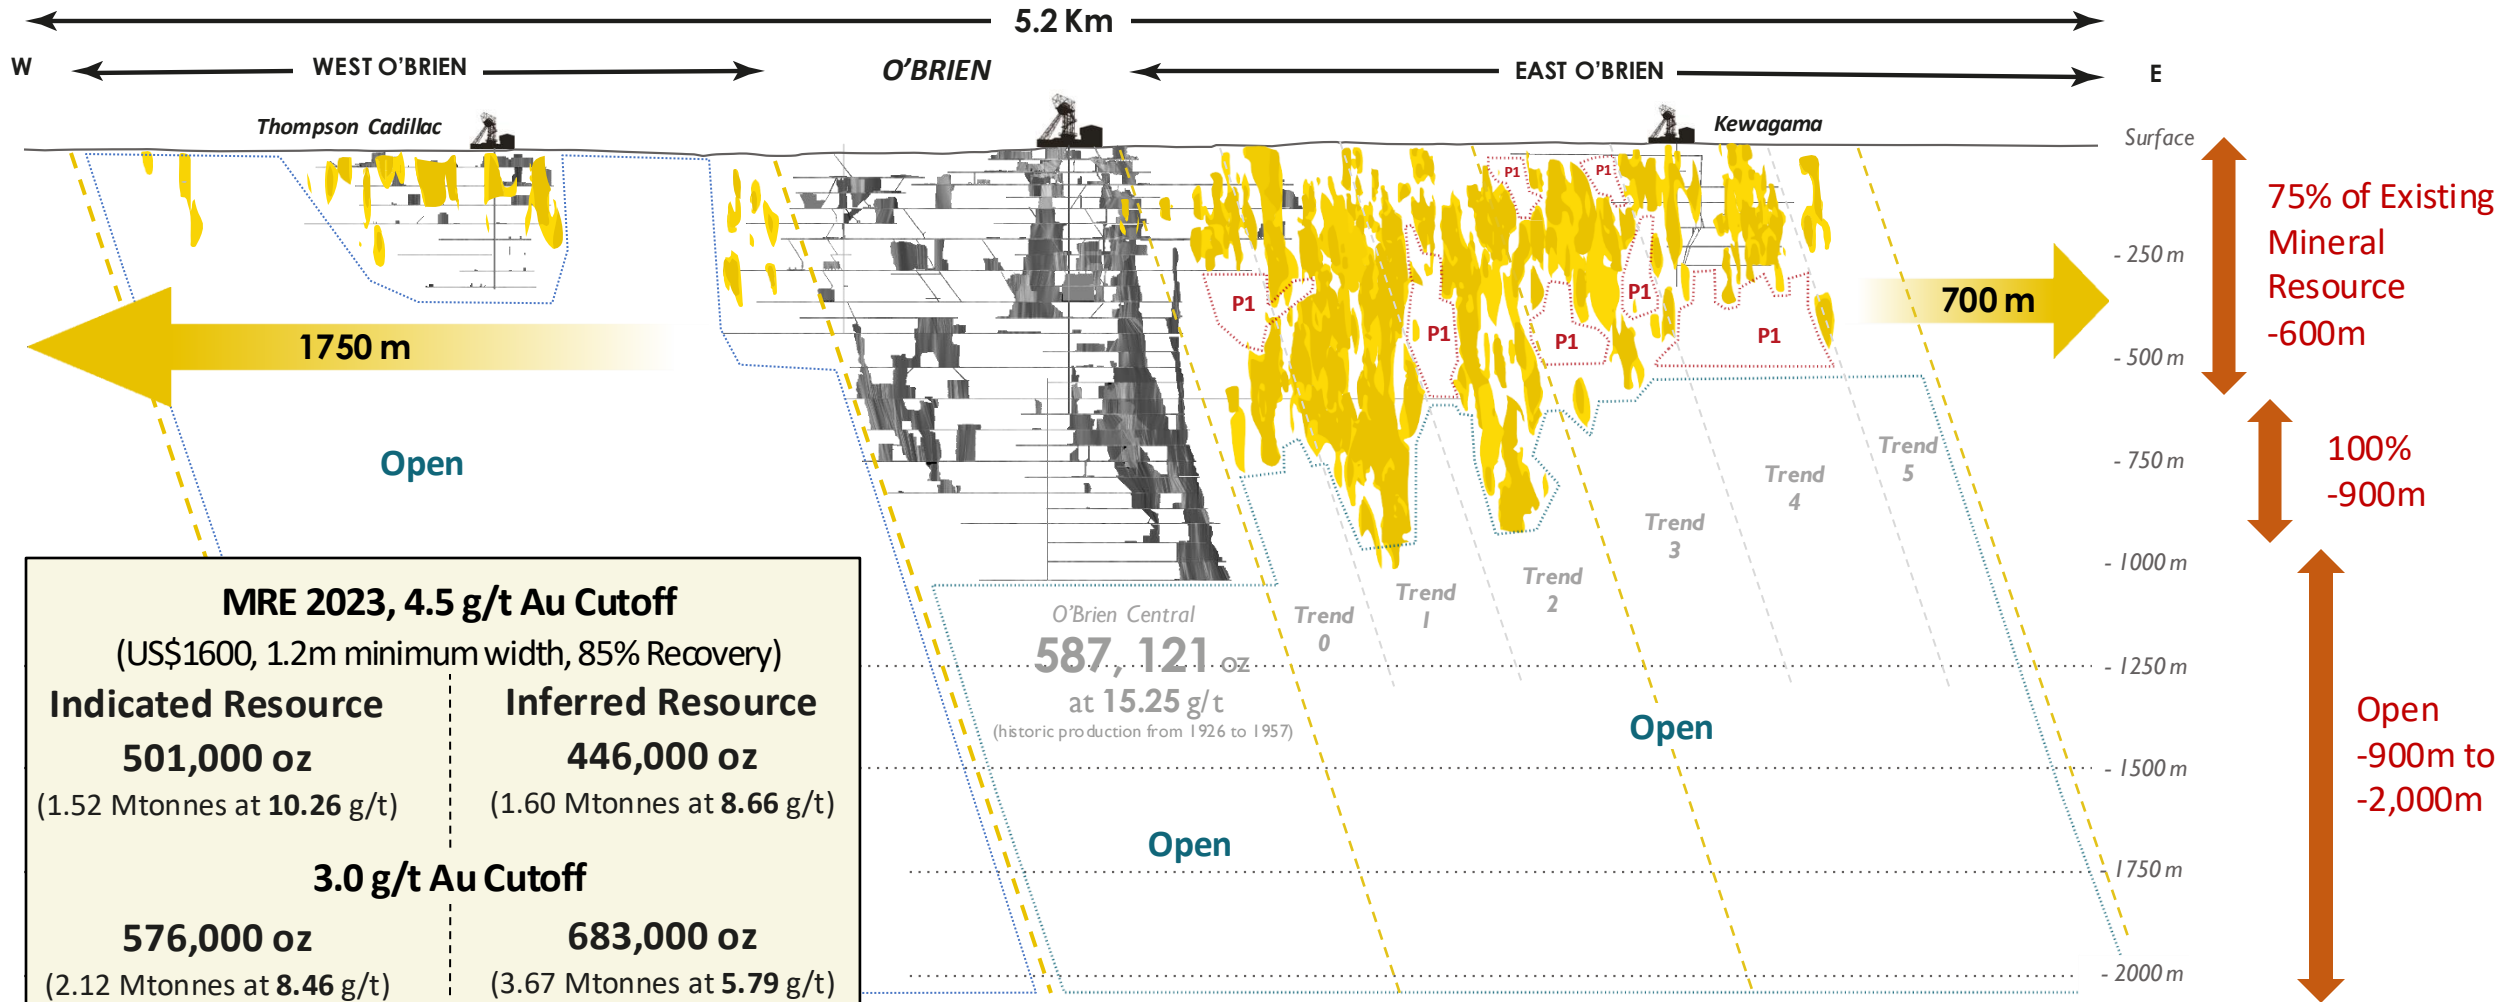 5.2 Km
W
WEST O'BRIEN
O'BRIEN
EAST O'BRIEN
E
Thompson Cadillac
Kewagama
Surface
P1
P1
75% of Existing
Mineral
Resource
-600m
- 250 m
P1
P1
700 m
1750 m
P1
P1
P1
- 500 m
Open
Trend
5
Trend
4
- 750 m
100%
-900m
Trend
3
- 1000 m
Trend
2
Trend
1
Trend
0
O'Brien Central
587, 121 oz
at 15.25 g/t
(historic production from 1926 to 1957)
- 1250 m
Open
Open
-900m to
-2,000m
- 1500 m
Open
- 1750 m
- 2000 m
MRE 2023, 4.5 g/t Au Cutoff
(US$1600, 1.2m minimum width, 85% Recovery)
Indicated Resource
501,000 oz
(1.52 Mtonnes at 10.26 g/t)
Inferred Resource
446,000 oz
(1.60 Mtonnes at 8.66 g/t)
3.0 g/t Au Cutoff
576,000 oz
(2.12 Mtonnes at 8.46 g/t)
683,000 oz
(3.67 Mtonnes at 5.79 g/t)